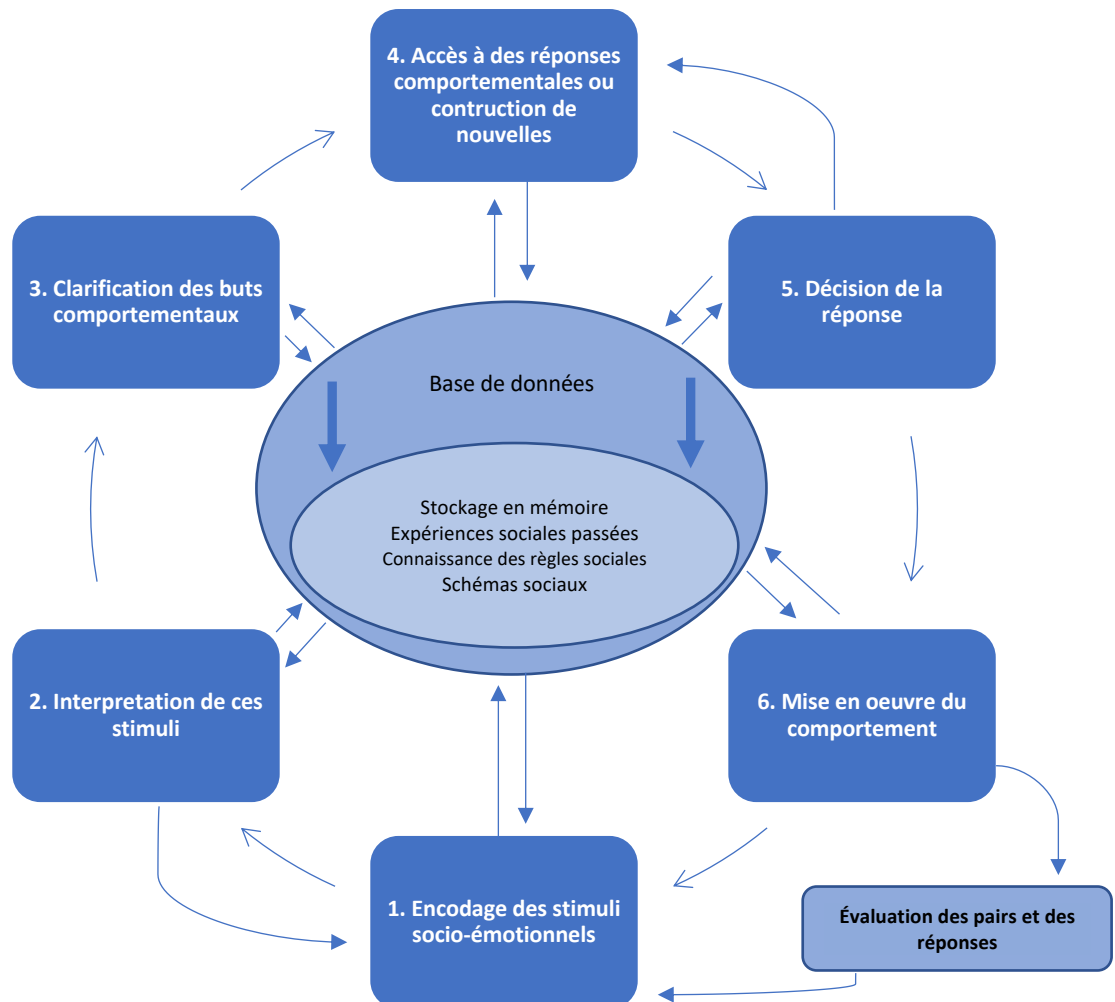 4. Accès à des réponses
comportementales ou
contruction de
nouvelles
3. Clarification des buts
comportementaux
5. Décision de la
réponse
Base de données
Stockage en mémoire
Expériences sociales passées
Connaissance des règles sociales
Schémas sociaux
2. Interpretation de ces
stimuli
6. Mise en oeuvre du
comportement
1. Encodage des stimuli
socio-émotionnels
Évaluation des pairs et des
réponses